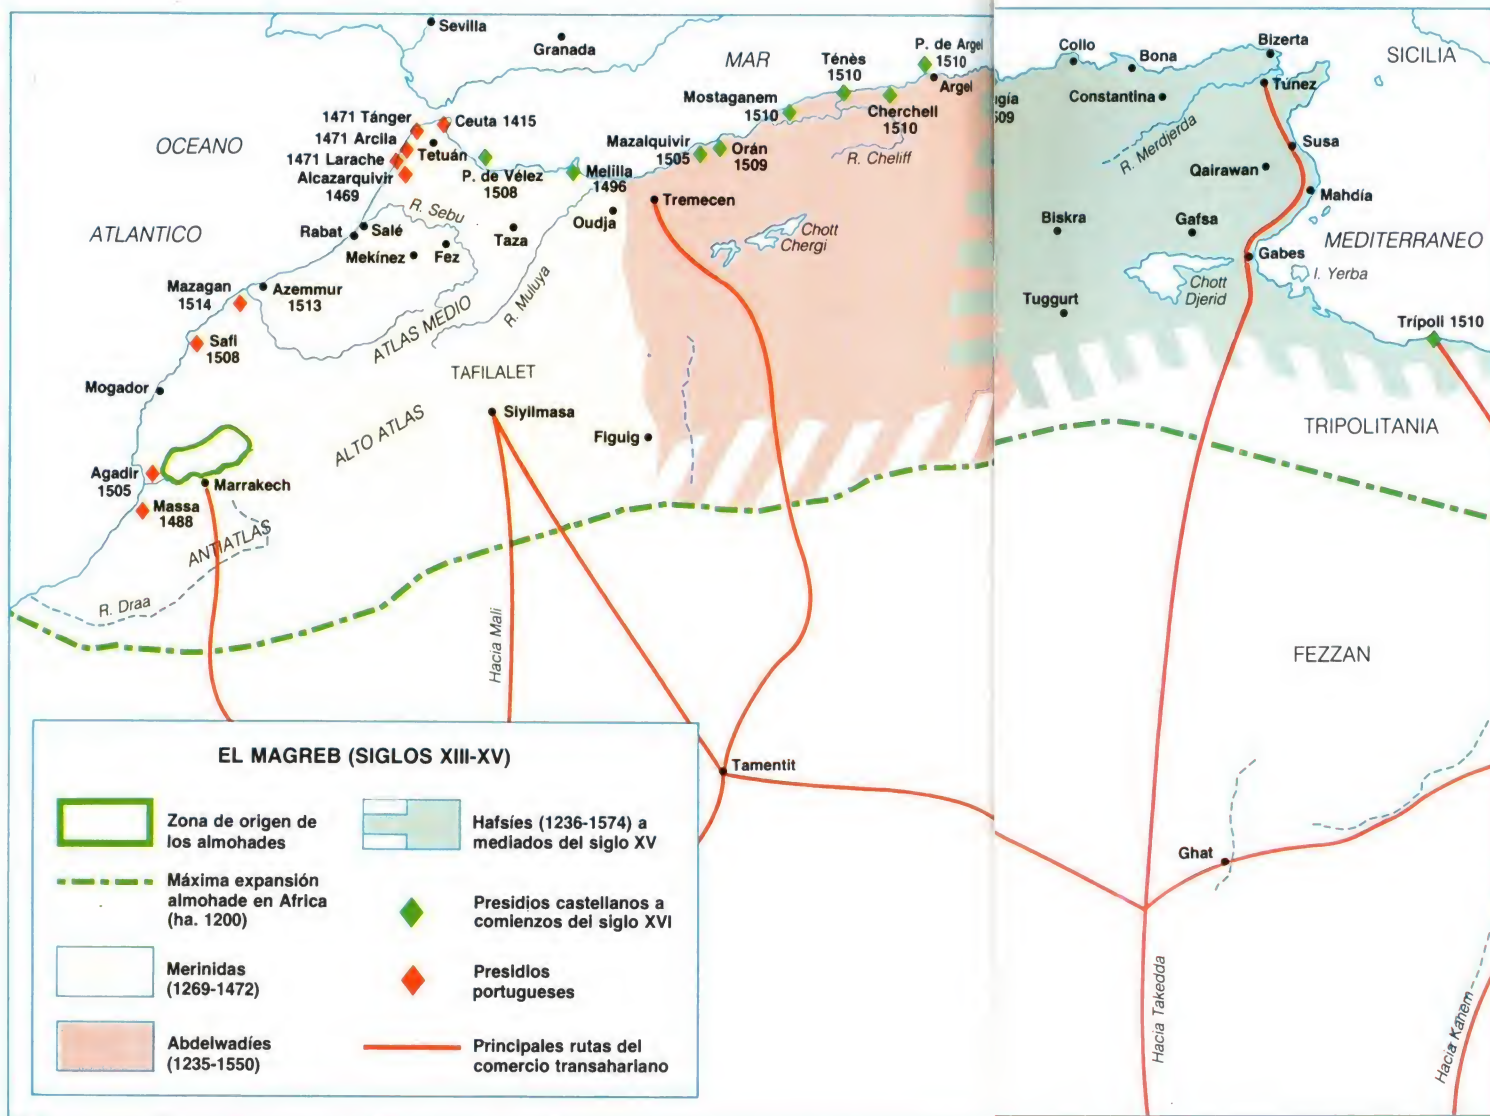 Sevilla
Granada
MAR
Ténès
1510
P. de Argel
1510
Argel
Collo
Bona
Bizerta
SICILIA
Túnez
Constantina
Mostaganem
1510
Cherchell
1510
ugía
509
1471 Tánger
Ceuta 1415
1471 Arcila
Tetuán
1471 Larache
Alcazarquivir
1469
OCEANO
P. de Vélez
1508
Melilla
1496
Mazalquivir
1505
Orán
1509
R. Cheliff
R. Merdjerda
Susa
Qairawan
Mahdía
Tremecen
Oudja
R. Sebu
ATLANTICO
Rabat
Salé
Mekínez
Fez
Taza
Chott
Chergi
Biskra
Gafsa
MEDITERRANEO
Gabes
I. Yerba
Chott
Djerid
Tuggurt
Trípoli 1510
Mazagan
1514
Azemmur
1513
R. Muluya
ATLAS MEDIO
Safi
1508
TAFILALET
Mogador
Siyilmasa
ALTO ATLAS
Figuig
TRIPOLITANIA
Agadir
1505
Marrakech
Massa
1488
ANTIATLAS
R. Draa
Hacia Mali
FEZZAN
Tamentit
Ghat
Hacia Takedda
Hacia Kanem
EL MAGREB (SIGLOS XIII-XV)
Zona de origen de
los almohades
Máxima expansión
almohade en Africa
(ha. 1200)
Merinidas
(1269-1472)
Abdelwadíes
(1235-1550)
Hafsíes (1236-1574) a
mediados del siglo XV
Presidios castellanos a
comienzos del siglo XVI
Presidios
portugueses
Principales rutas del
comercio transahariano